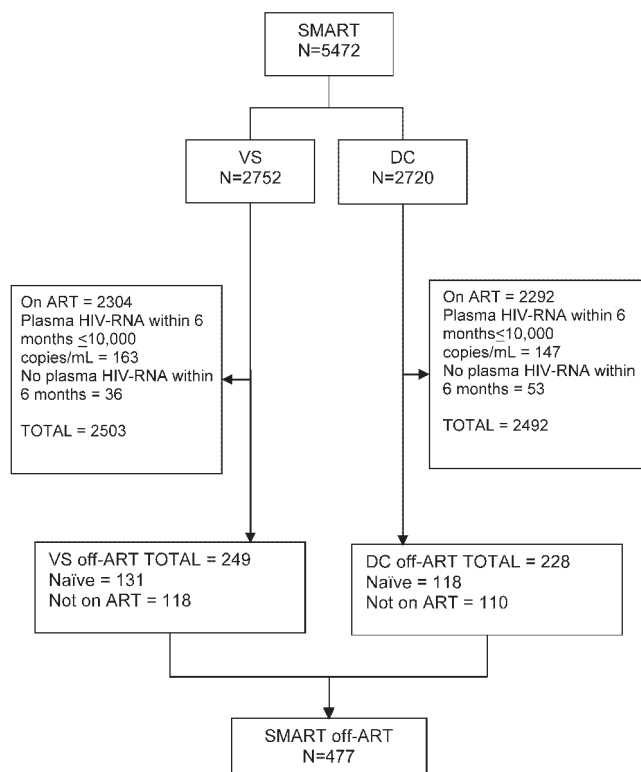 SMART
N=5472
VS
N=2752
DC
N=2720
On ART = 2304
Plasma HIV-RNA within 6
months ≤10,000
copies/mL = 163
No plasma HIV-RNA within
6 months = 36
TOTAL = 2503
On ART = 2292
Plasma HIV-RNA within 6
months≤10,000
copies/mL = 147
No plasma HIV-RNA within
6 months = 53
TOTAL = 2492
VS off-ART TOTAL = 249
Naïve = 131
Not on ART = 118
DC off-ART TOTAL = 228
Naïve = 118
Not on ART = 110
SMART off-ART
N=477